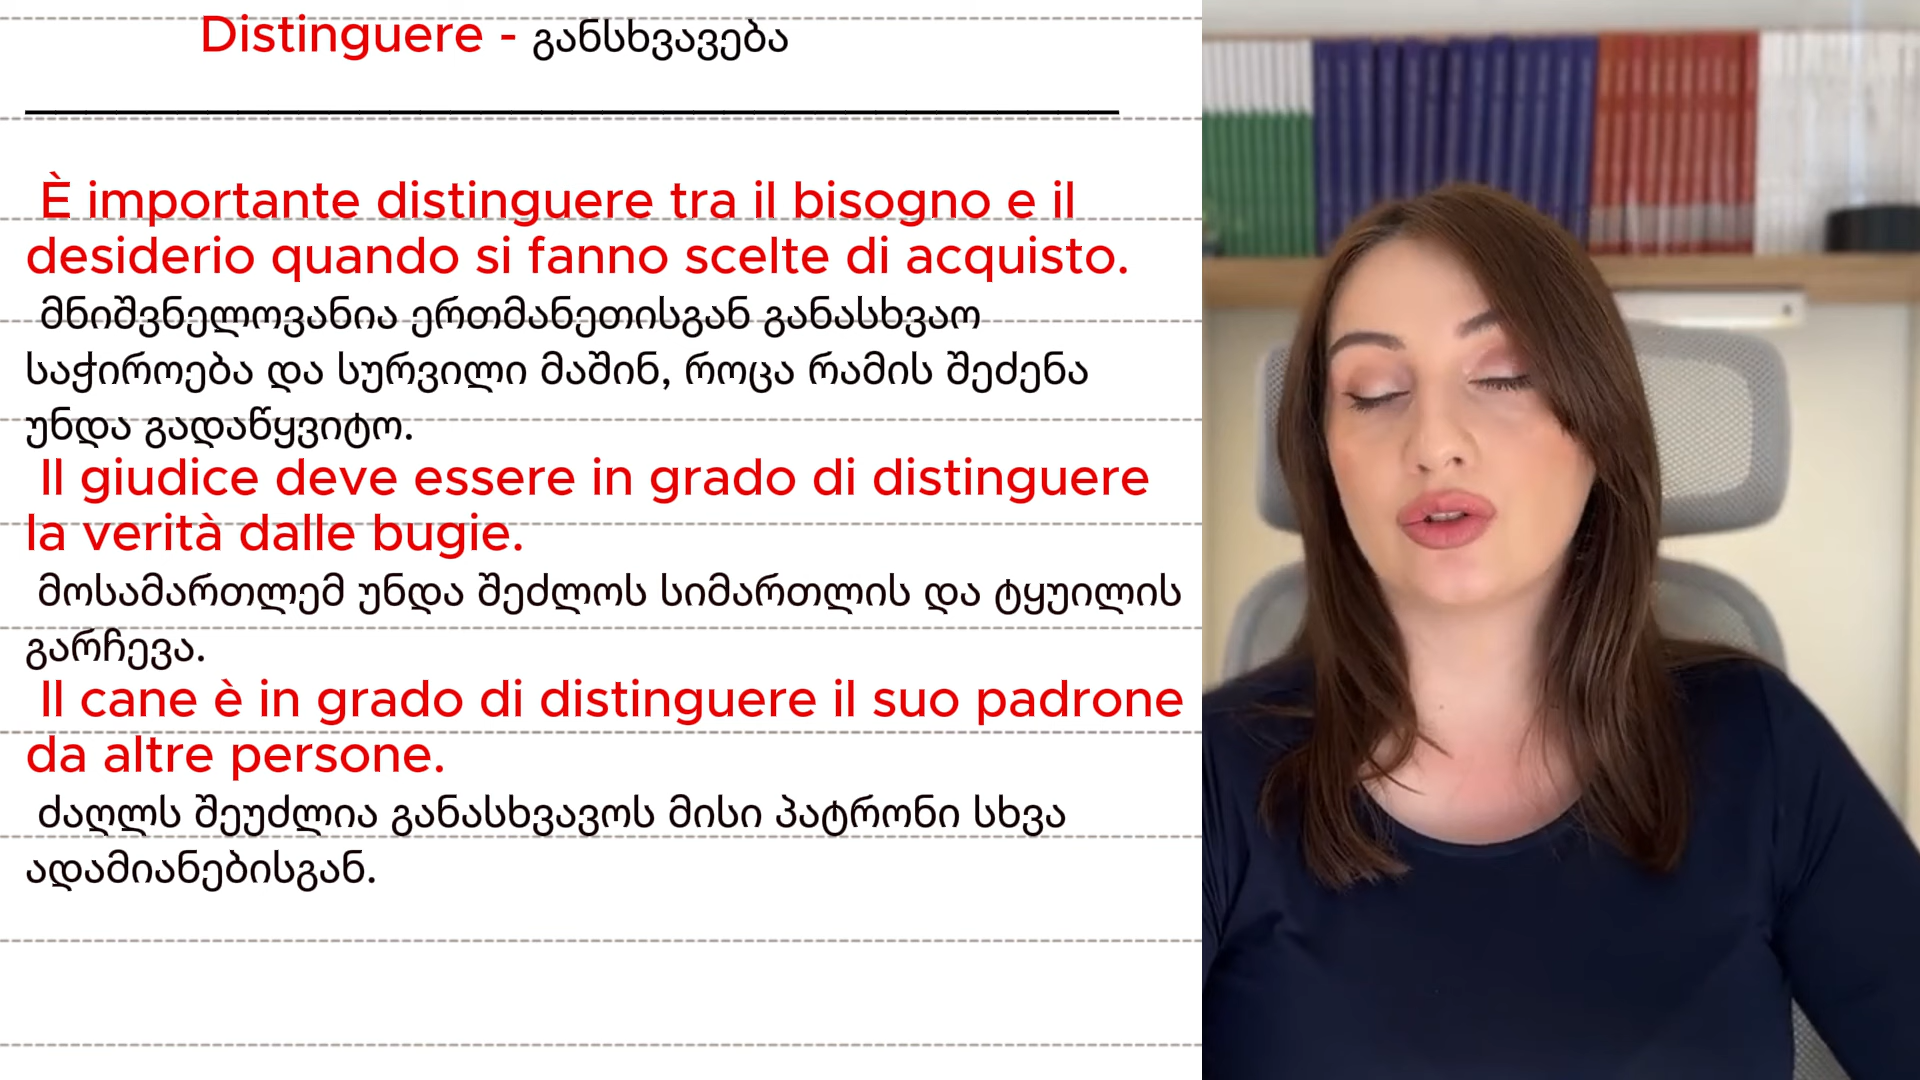 Distinguere - განსხვავება
È importante distinguere tra il bisogno e il
desiderio quando si fanno scelte di acquisto.
მნიშვნელოვანია ერთმანეთისგან განასხვაო
საჭიროება და სურვილი მაშინ, როცა რამის შეძენა
უნდა გადაწყვიტო.
Il giudice deve essere in grado di distinguere
la verità dalle bugie.
მოსამართლემ უნდა შეძლოს სიმართლის და ტყუილის
გარჩევა.
Il cane è in grado di distinguere il suo padrone
da altre persone.
ძაღლს შეუძლია განასხვავოს მისი პატრონი სხვა
ადამიანებისგან.